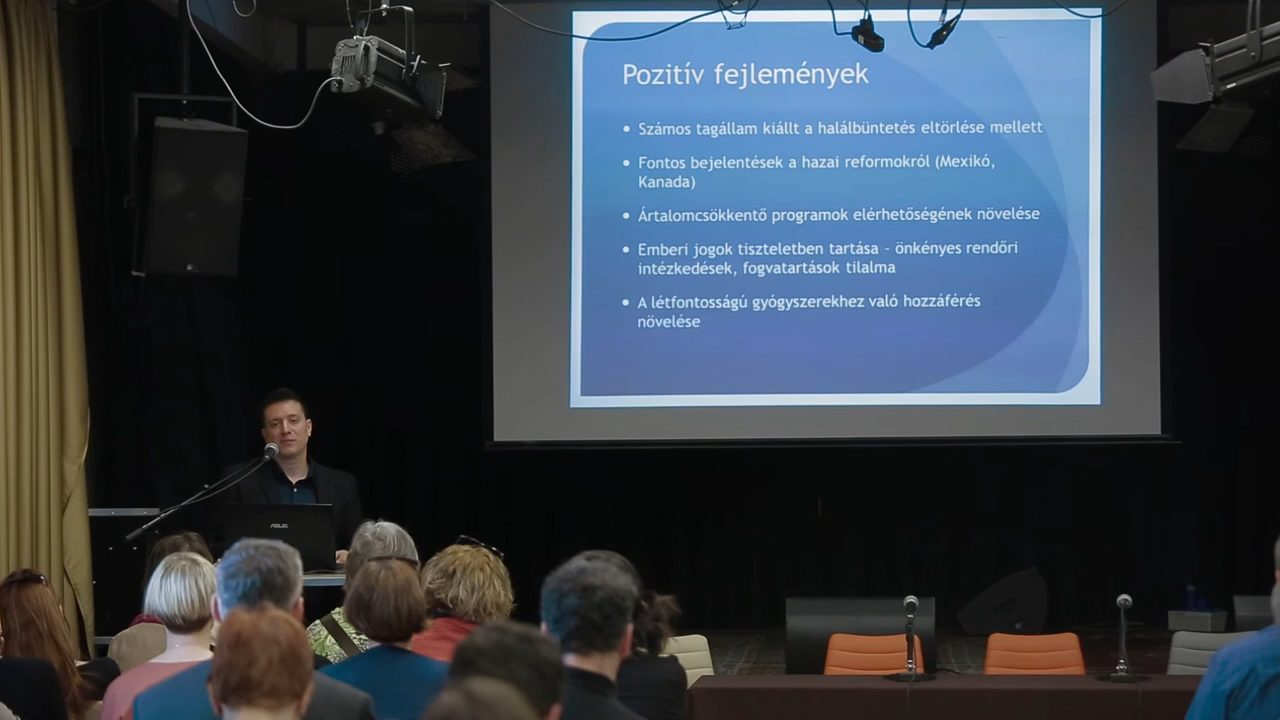 Pozitív fejlemények
• Számos tagállam kiállt a halálbüntetés eltörlése mellett
• Fontos bejelentések a hazai reformokról (Mexikó,
Kanada)
• Ártalomcsökkentő programok elérhetőségének növelése
• Emberi jogok tiszteletben tartása - önkényes rendőri
intézkedések, fogvatartások tilalma
• A létfontosságú gyógyszerekhez való hozzáférés
növelése
ASUS